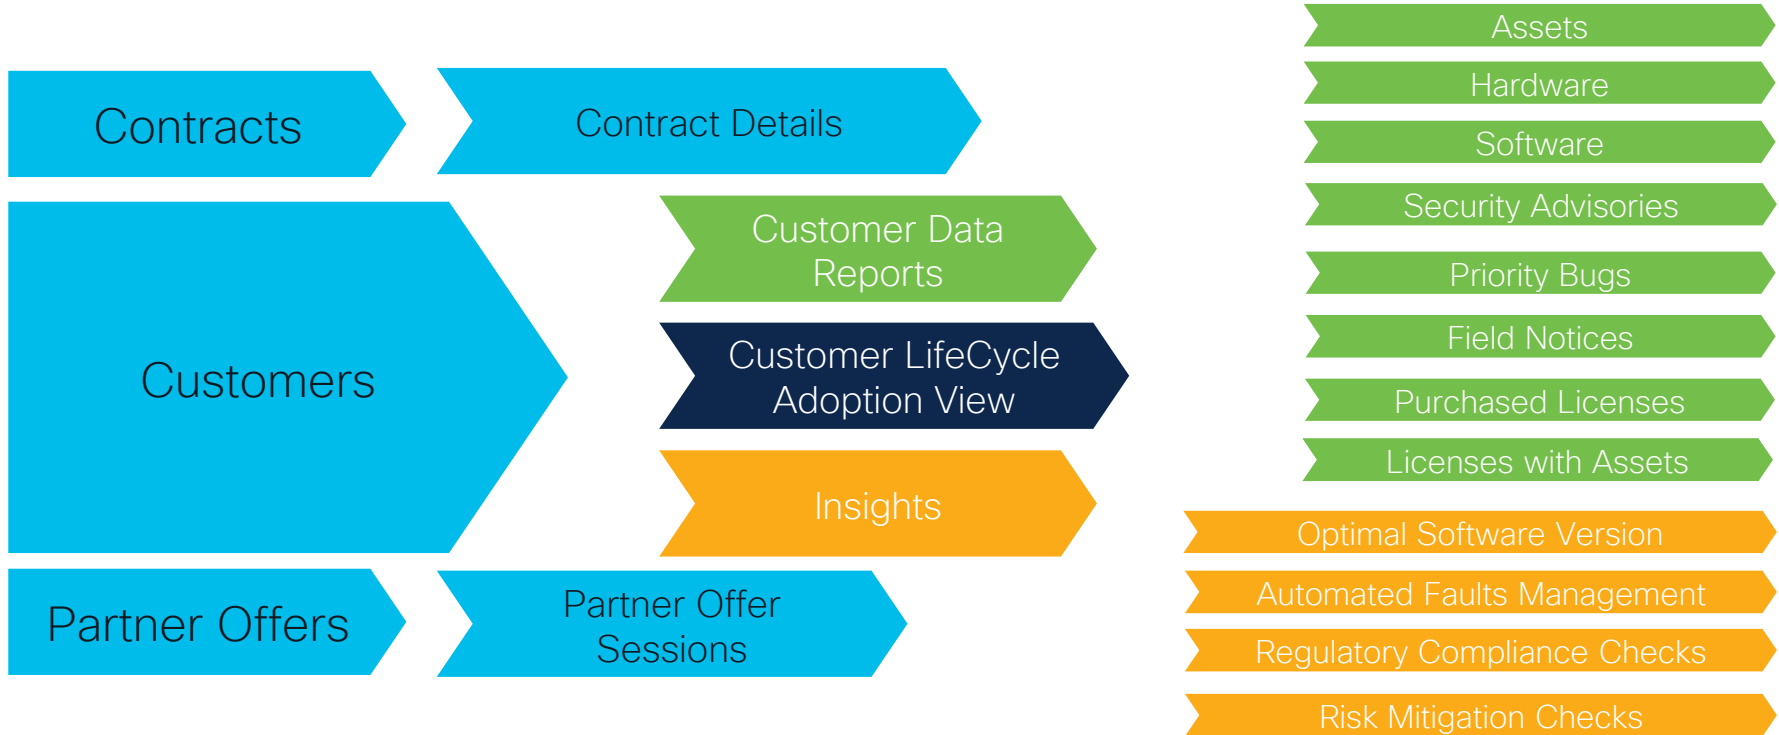 Contracts
Contract Details
Customers
Customer Data
Reports
Customer LifeCycle
Adoption View
Insights
Partner Offers
Partner Offer
Sessions
Assets
Hardware
Software
Security Advisories
Priority Bugs
Field Notices
Purchased Licenses
Licenses with Assets
Optimal Software Version
Automated Faults Management
Regulatory Compliance Checks
Risk Mitigation Checks